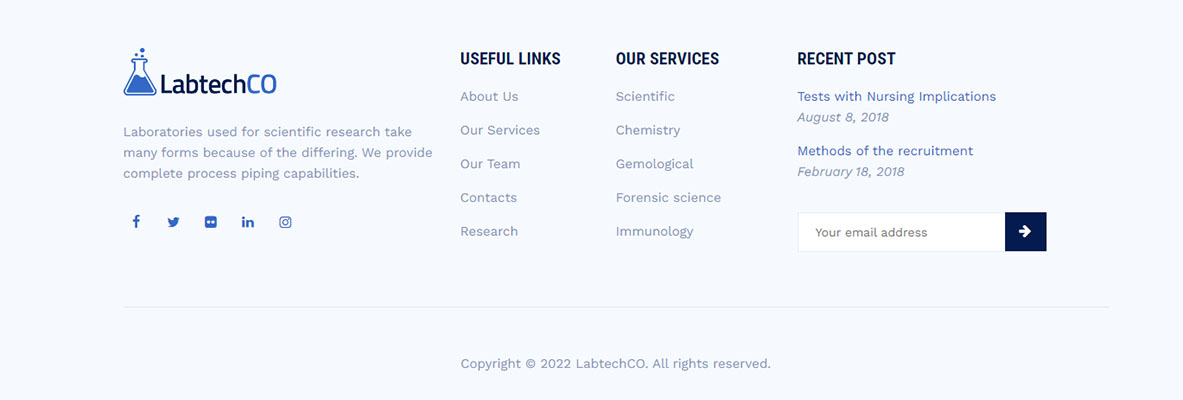 LabtechCO
Laboratories used for scientific research take
many forms because of the differing. We provide
complete process piping capabilities.
USEFUL LINKS
About Us
Our Services
Our Team
Contacts
Research
OUR SERVICES
Scientific
Chemistry
Gemological
Forensic science
Immunology
RECENT POST
Tests with Nursing Implications
August 8, 2018
Methods of the recruitment
February 18, 2018
Your email address
Copyright © 2022 LabtechCO. All rights reserved.